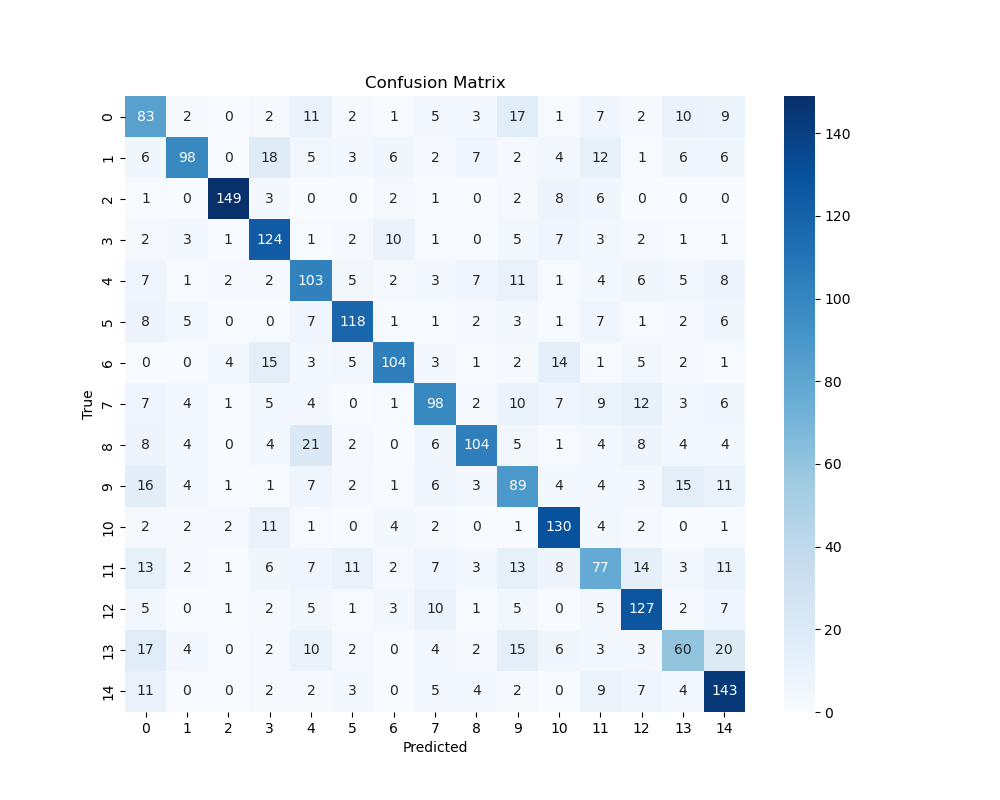 Confusion Matrix
0 83 2 0 2 11 2 1 5 3 17 1 7 2 10 9
1 6 98 0 18 5 3 6 2 7 2 4 12 1 6 6
2 1 0 149 3 0 0 2 1 0 2 8 6 0 0 0
3 2 3 1 124 1 2 10 1 0 5 7 3 2 1 1
4 7 1 2 2 103 5 2 3 7 11 1 4 6 5 8
5 8 5 0 0 7 118 1 1 2 3 1 7 1 2 6
6 0 0 4 15 3 5 104 3 1 2 14 1 5 2 1
7 7 4 1 5 4 0 1 98 2 10 7 9 12 3 6
8 8 4 0 4 21 2 0 6 104 5 1 4 8 4 4
9 16 4 1 1 7 2 1 6 3 89 4 4 3 15 11
10 2 2 2 11 1 0 4 2 0 1 130 4 2 0 1
11 13 2 1 6 7 11 2 7 3 13 8 77 14 3 11
12 5 0 1 2 5 1 3 10 1 5 0 5 127 2 7
13 17 4 0 2 10 2 0 4 2 15 6 3 3 60 20
14 11 0 0 2 2 3 0 5 4 2 0 9 7 4 143
0 1 2 3 4 5 6 7 8 9 10 11 12 13 14
Predicted
True
140
120
100
80
60
40
20
0